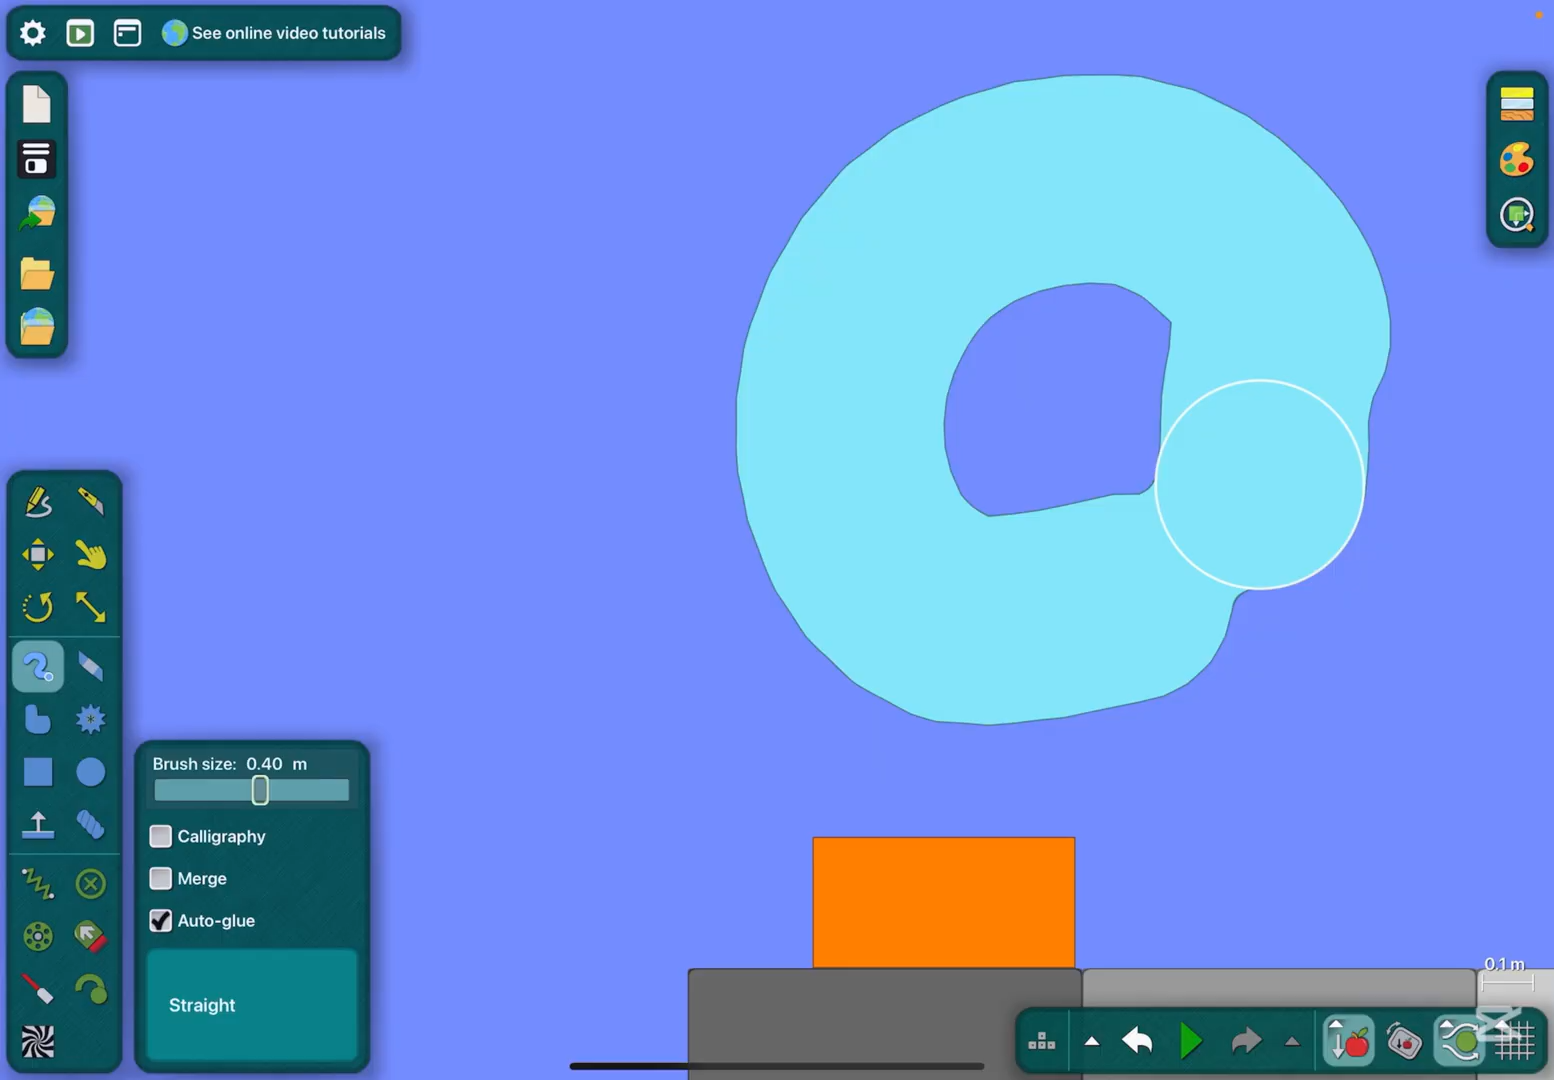 See online video tutorials
Brush size: 0.40 m
Calligraphy
Merge
Auto-glue
Straight
0.1 m